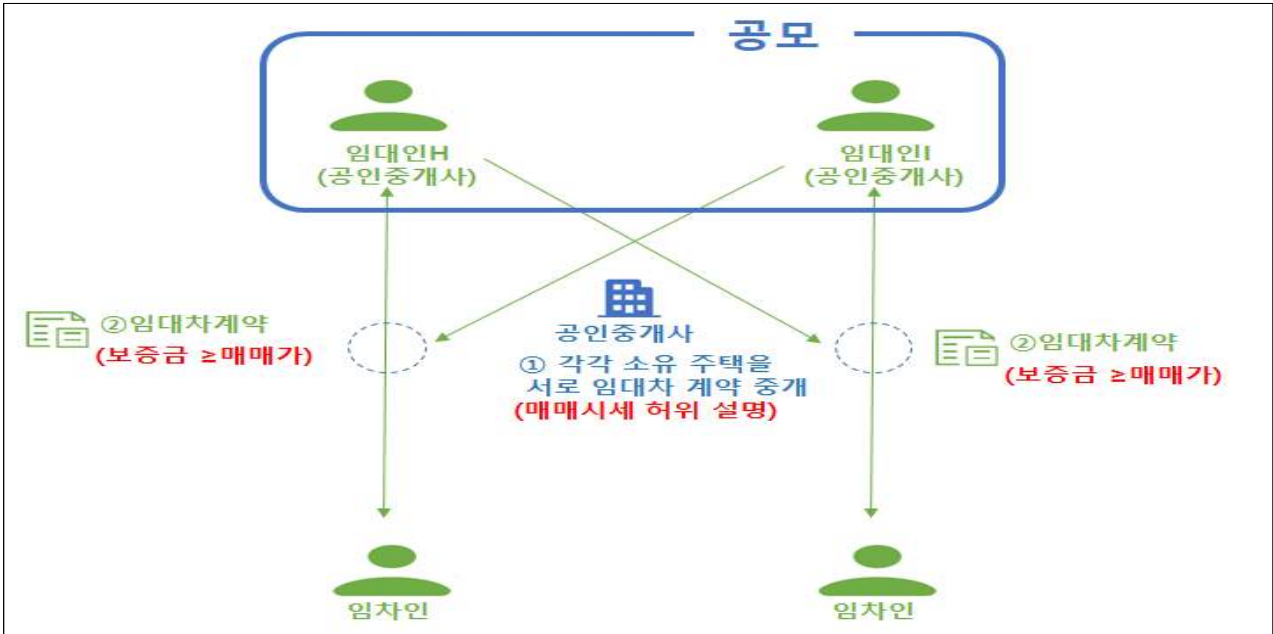 공모
임대인H
(공인중개사)
임대인I
(공인중개사)
②임대차계약
(보증금 ≥매매가)
공인중개사
① 각각 소유 주택을
서로 임대차 계약 중개
(매매시세 허위 설명)
②임대차계약
(보증금 ≥매매가)
임차인
임차인